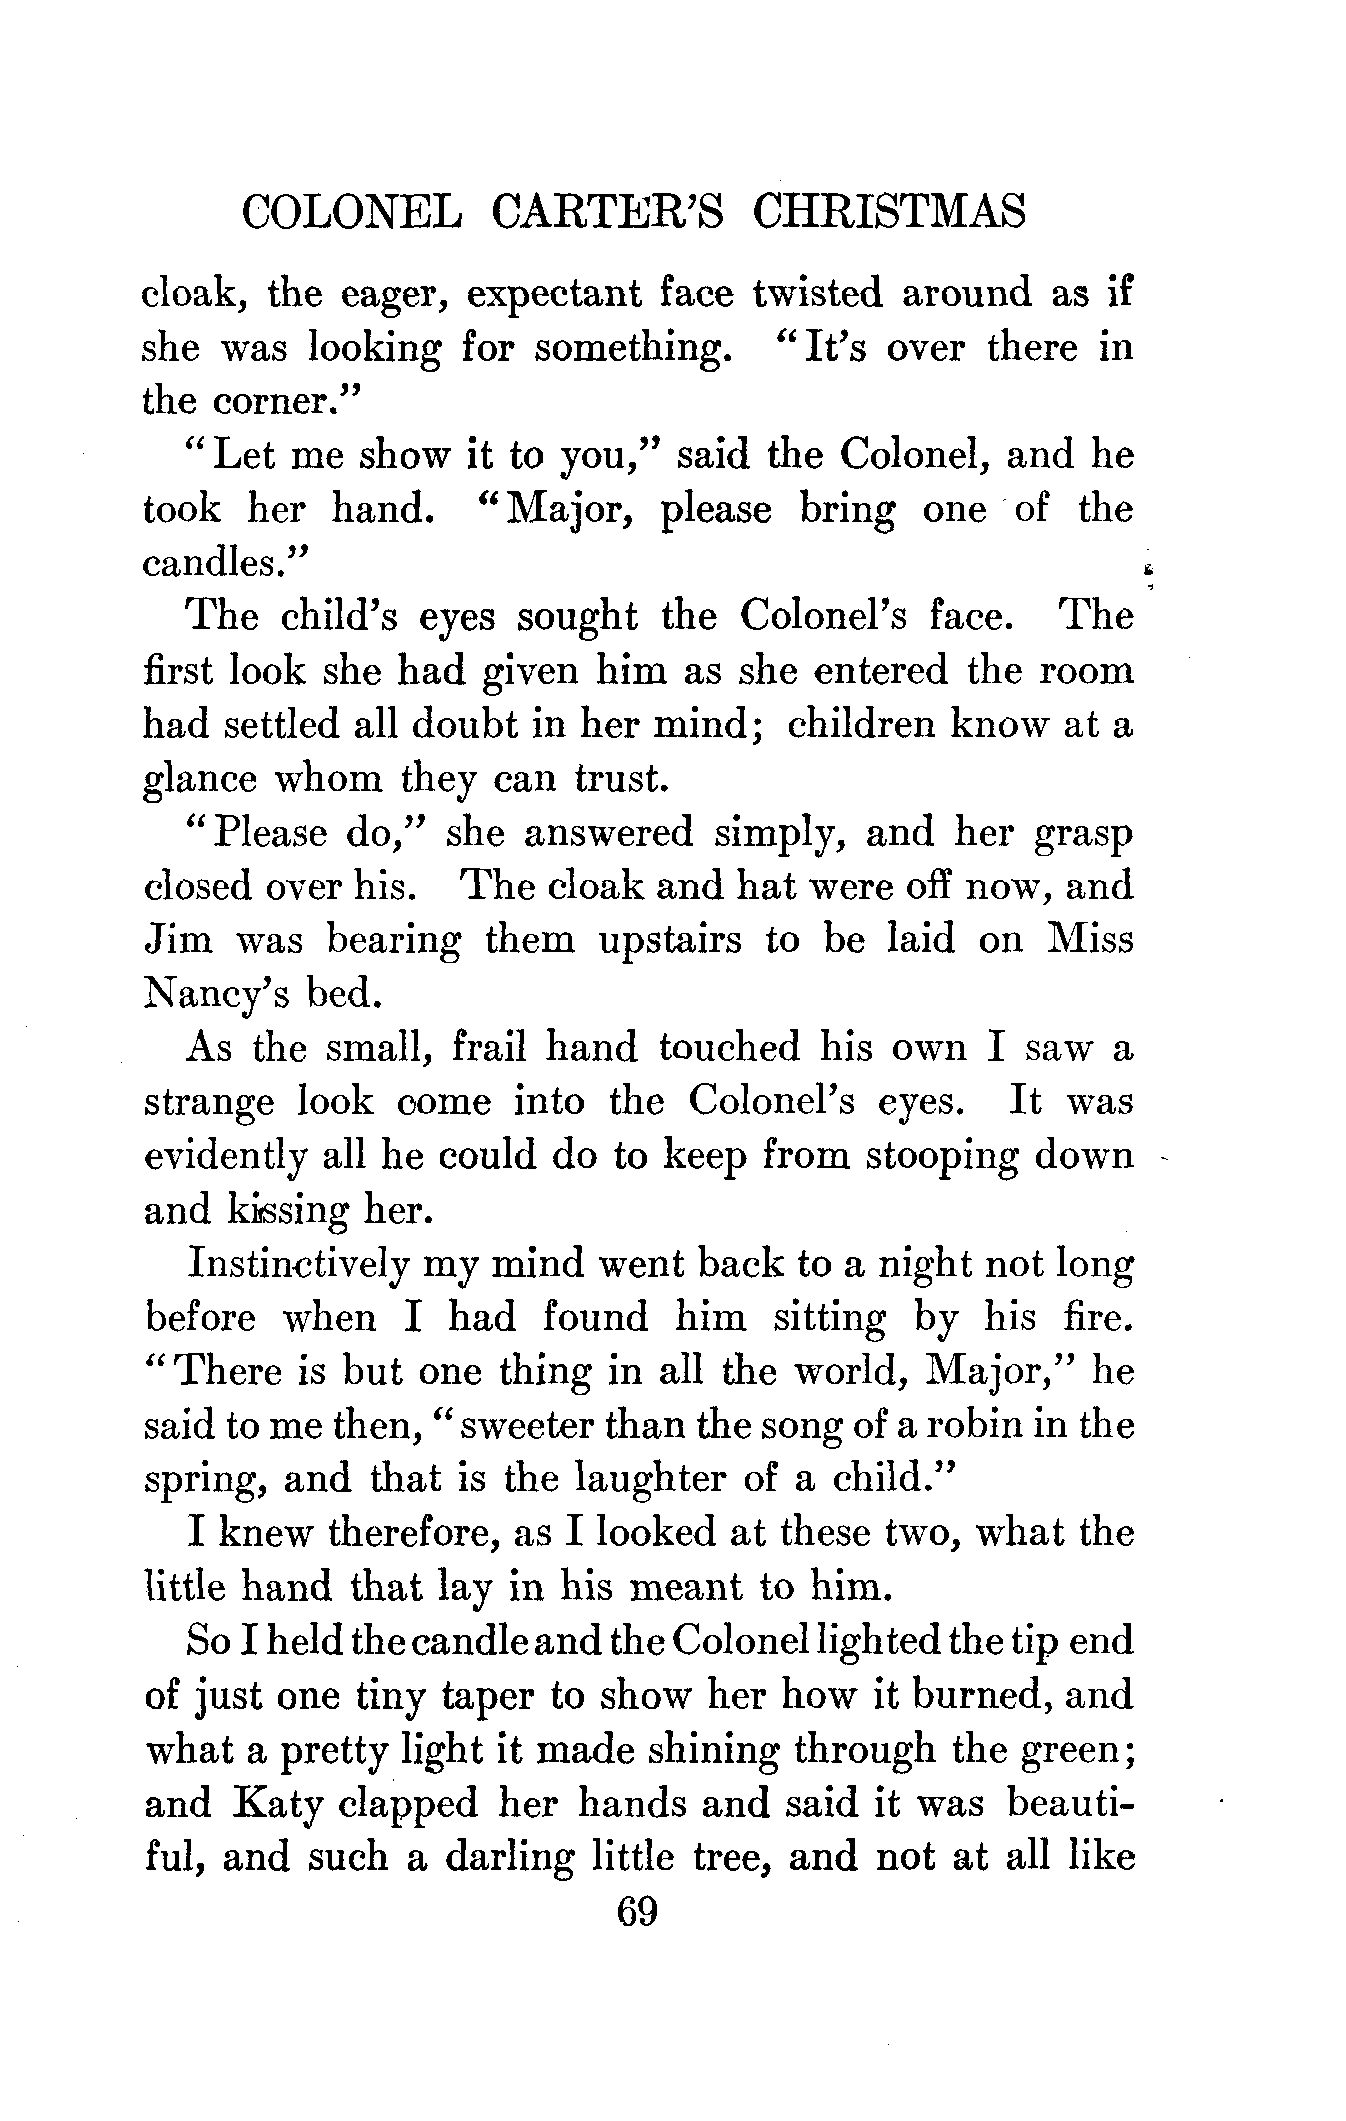 COLONEL CARTER'S CHRISTMAS
cloak, the eager, expectant face twisted around as if
she was looking for something. "It's over there in
the corner."
"Let me show it to you," said the Colonel, and he
took her hand. "Major, please bring one of the
candles."
The child's eyes sought the Colonel's face. The
first look she had given him as she entered the room
had settled all doubt in her mind; children know at a
glance whom they can trust.
"Please do," she answered simply, and her grasp
closed over his. The cloak and hat were off now, and
Jim was bearing them upstairs to be laid on Miss
Nancy's bed.
As the small, frail hand touched his own I saw a
strange look come into the Colonel's eyes. It was
evidently all he could do to keep from stooping down
and kissing her.
Instinctively my mind went back to a night not long
before when I had found him sitting by his fire.
"There is but one thing in all the world, Major," he
said to me then, "sweeter than the song of a robin in the
spring, and that is the laughter of a child."
I knew therefore, as I looked at these two, what the
little hand that lay in his meant to him.
So I held the candle and the Colonel lighted the tip end
of just one tiny taper to show her how it burned, and
what a pretty light it made shining through the green;
and Katy clapped her hands and said it was beauti-
ful, and such a darling little tree, and not at all like
69